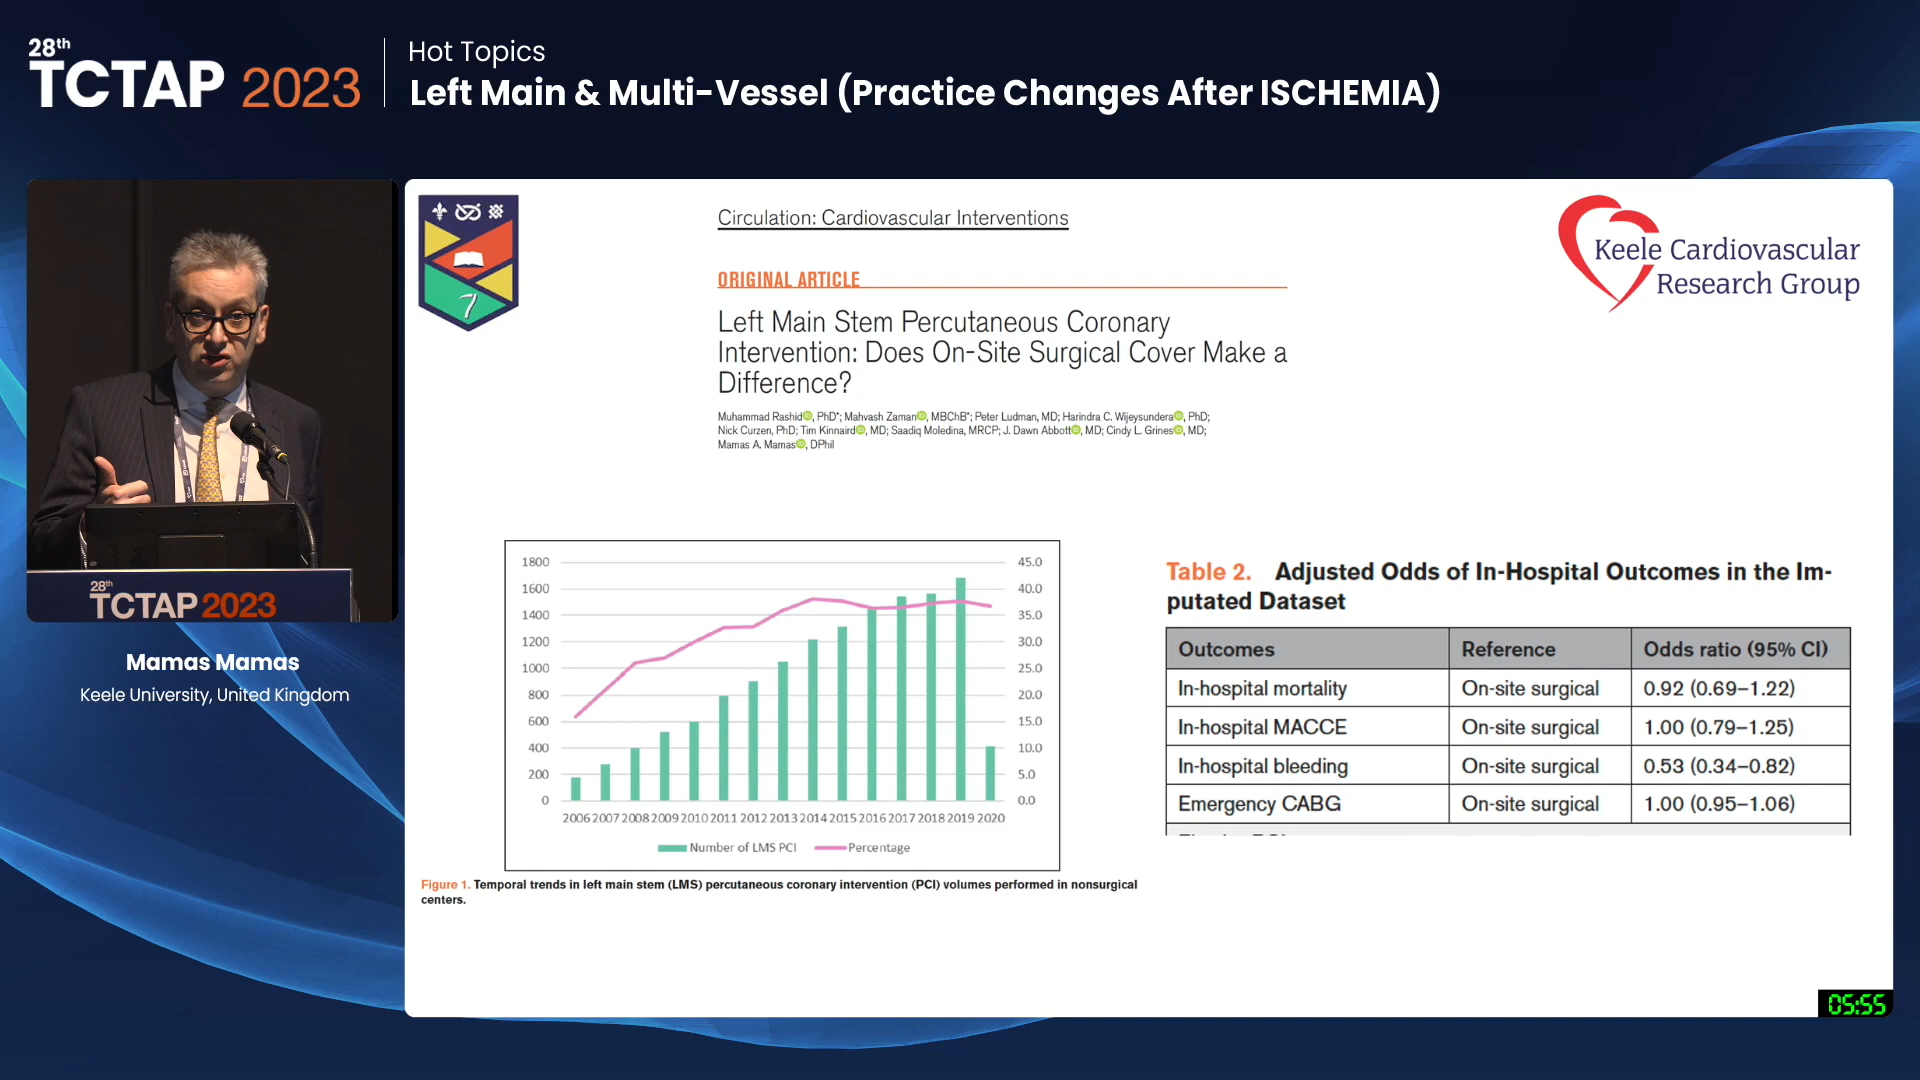 28th
TCTAP 2023
Hot Topics
Left Main & Multi-Vessel (Practice Changes After ISCHEMIA)
28th
TCTAP 2023
Mamas Mamas
Keele University, United Kingdom
Circulation: Cardiovascular Interventions
ORIGINAL ARTICLE
Left Main Stem Percutaneous Coronary
Intervention: Does On-Site Surgical Cover Make a
Difference?
Muhammad Rashid, PhD*; Mahvash Zaman, MBChB*; Peter Ludman, MD; Harindra C. Wijeysundera, PhD;
Nick Curzen, PhD; Tim Kinnaird, MD; Saadiq Moledina, MRCP; J. Dawn Abbott, MD; Cindy L. Grines, MD;
Mamas A. Mamas, DPhil
Keele Cardiovascular
Research Group
1800 45.0
1600 40.0
1400 35.0
1200 30.0
1000 25.0
800 20.0
600 15.0
400 10.0
200 5.0
0 0.0
2006 2007 2008 2009 2010 2011 2012 2013 2014 2015 2016 2017 2018 2019 2020
Number of LMS PCI Percentage
Figure 1. Temporal trends in left main stem (LMS) percutaneous coronary intervention (PCI) volumes performed in nonsurgical
centers.
Table 2. Adjusted Odds of In-Hospital Outcomes in the Im-
putated Dataset
Outcomes Reference Odds ratio (95% CI)
In-hospital mortality On-site surgical 0.92 (0.69–1.22)
In-hospital MACCE On-site surgical 1.00 (0.79–1.25)
In-hospital bleeding On-site surgical 0.53 (0.34–0.82)
Emergency CABG On-site surgical 1.00 (0.95–1.06)
05:55